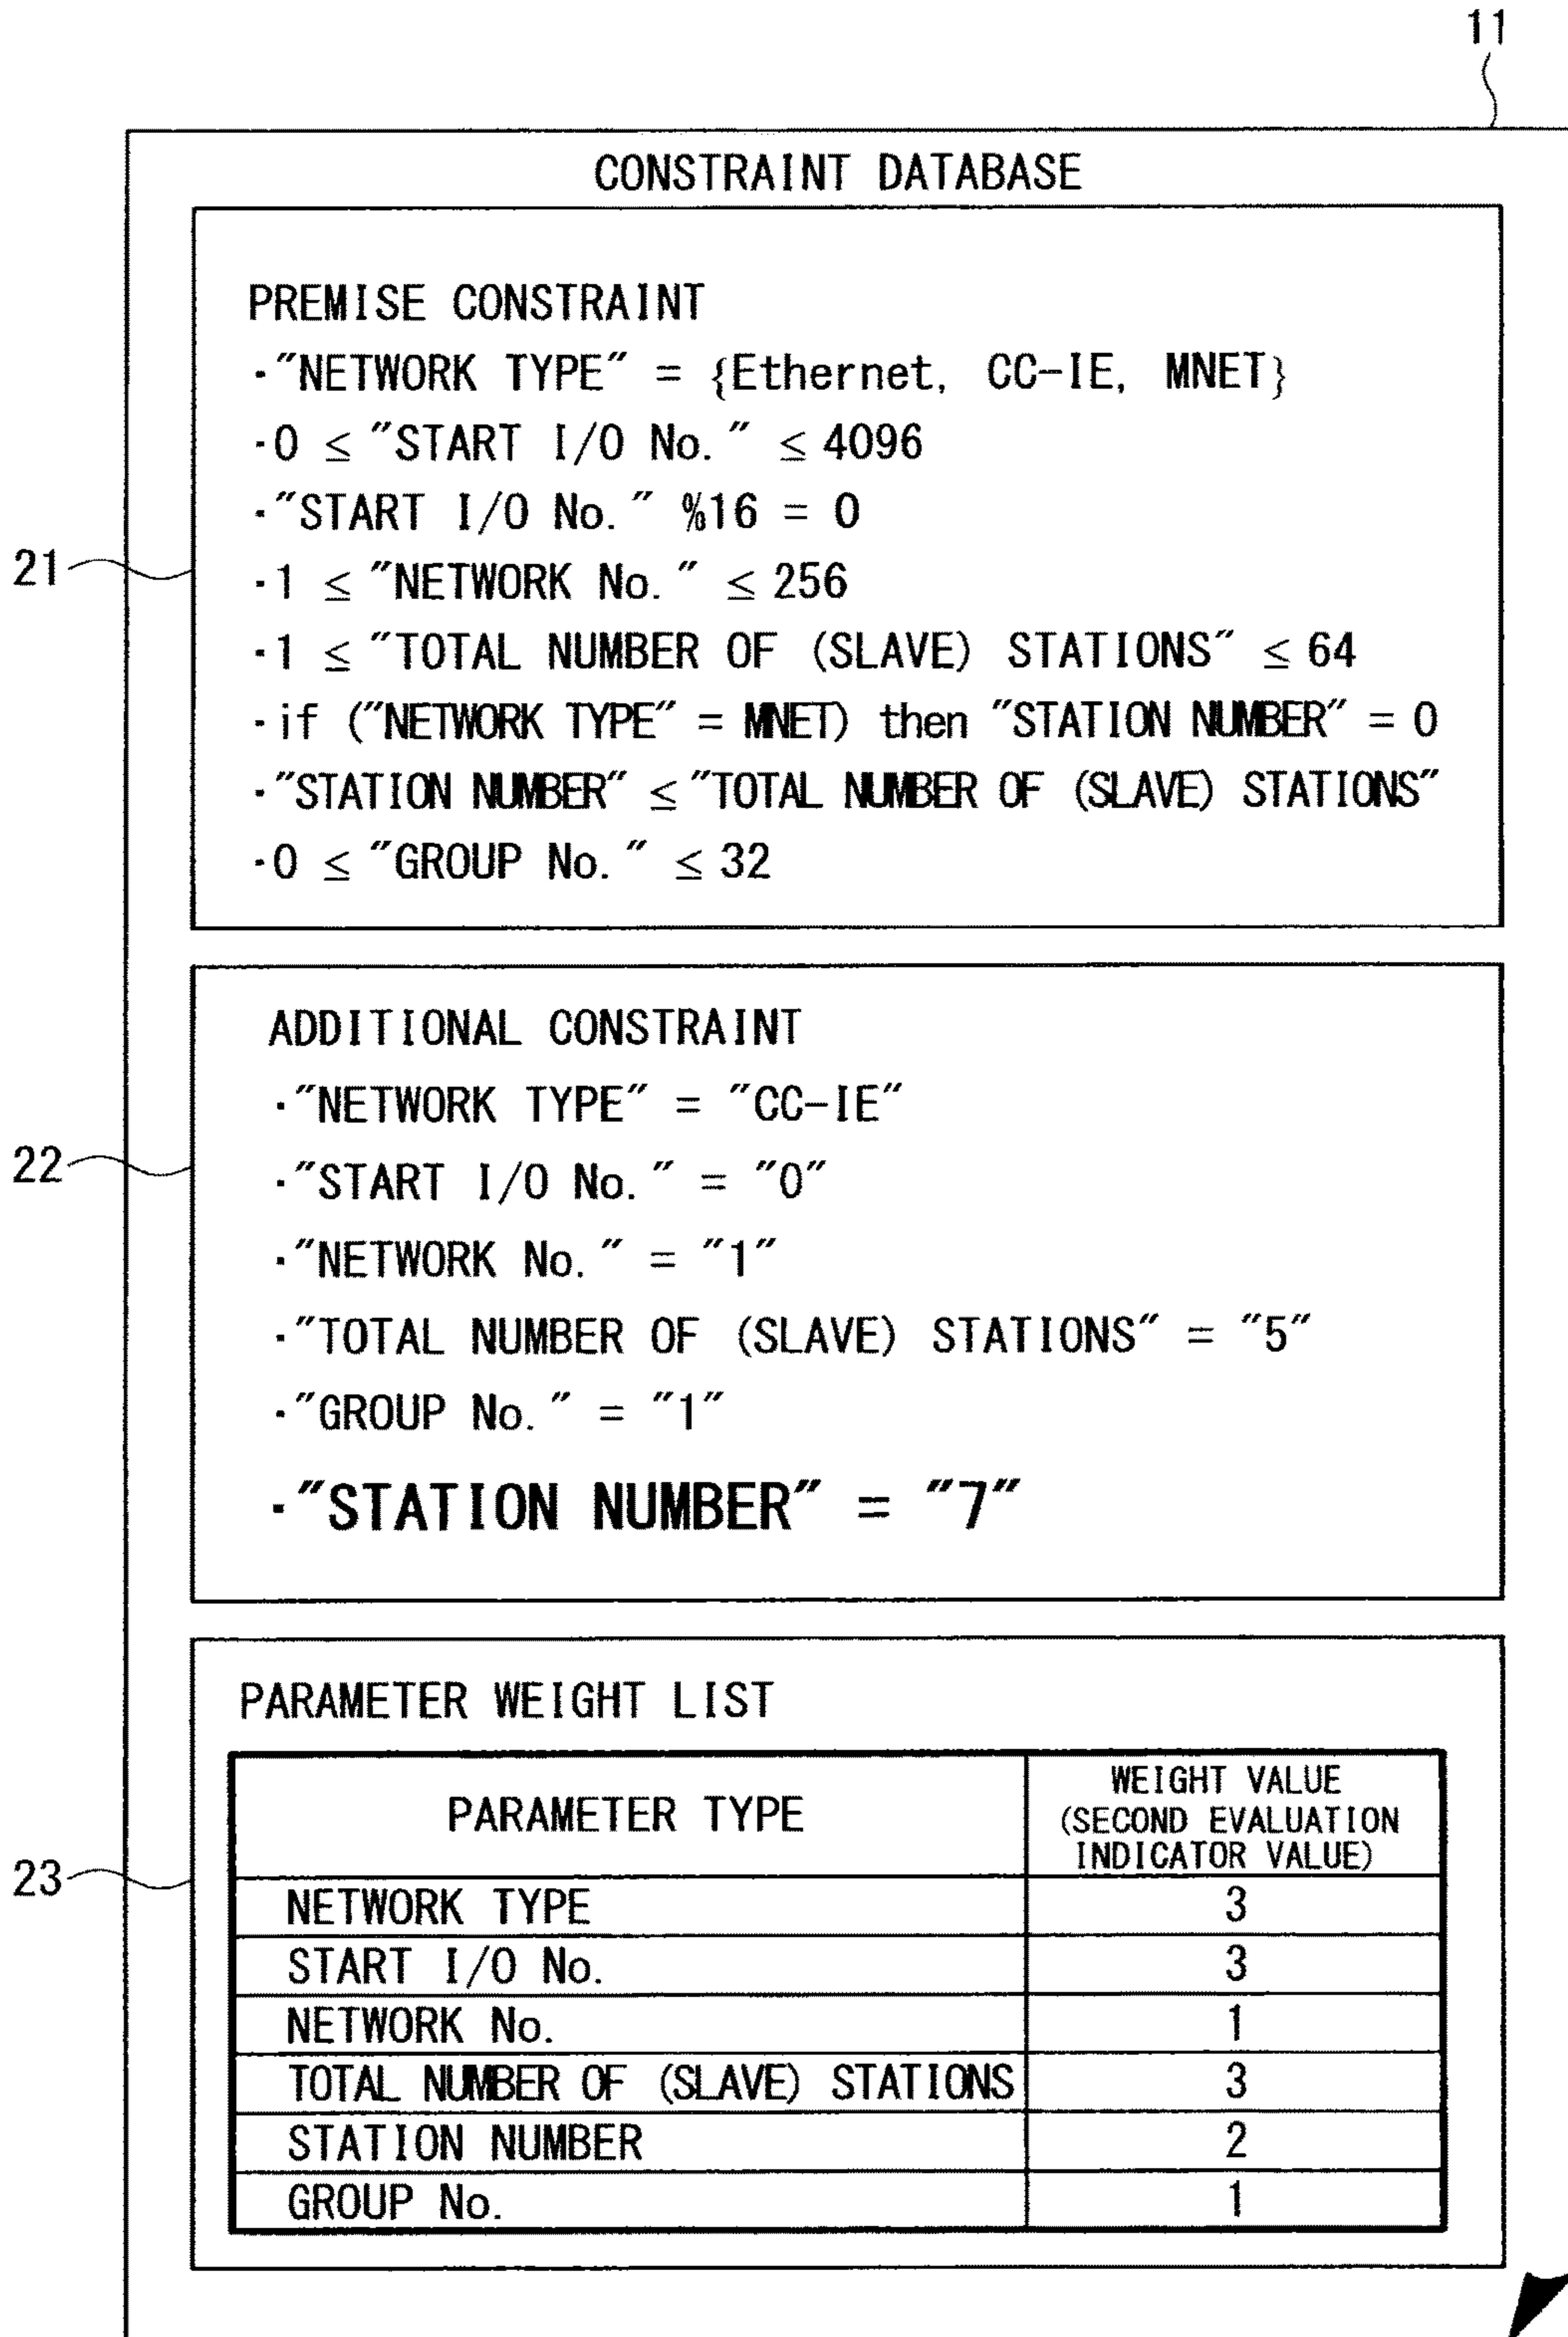 11
CONSTRAINT DATABASE
21
PREMISE CONSTRAINT
·"NETWORK TYPE" = {Ethernet, CC-IE, MNET}
·0 ≤ "START I/O No." ≤ 4096
·"START I/O No." %16 = 0
·1 ≤ "NETWORK No." ≤ 256
·1 ≤ "TOTAL NUMBER OF (SLAVE) STATIONS" ≤ 64
·if ("NETWORK TYPE" = MNET) then "STATION NUMBER" = 0
·"STATION NUMBER" ≤ "TOTAL NUMBER OF (SLAVE) STATIONS"
·0 ≤ "GROUP No." ≤ 32
22
ADDITIONAL CONSTRAINT
·"NETWORK TYPE" = "CC-IE"
·"START I/O No." = "0"
·"NETWORK No." = "1"
·"TOTAL NUMBER OF (SLAVE) STATIONS" = "5"
·"GROUP No." = "1"
·"STATION NUMBER" = "7"
23
PARAMETER WEIGHT LIST
PARAMETER TYPE
WEIGHT VALUE
(SECOND EVALUATION
INDICATOR VALUE)
NETWORK TYPE 3
START I/O No. 3
NETWORK No. 1
TOTAL NUMBER OF (SLAVE) STATIONS 3
STATION NUMBER 2
GROUP No. 1